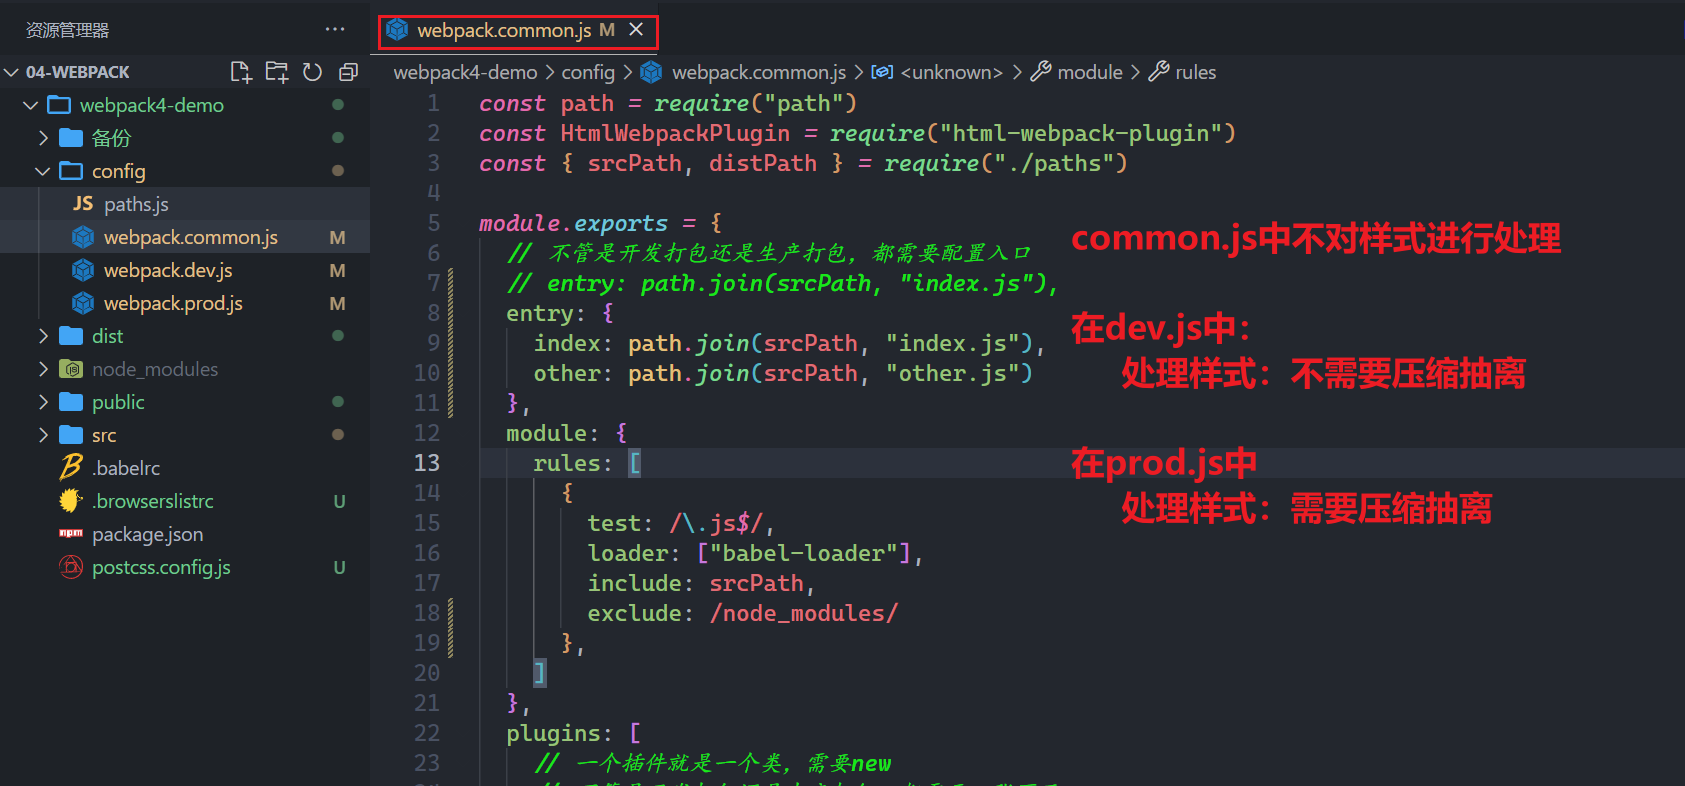 资源管理器 ···
webpack.common.js M ×
04-WEBPACK
webpack4-demo > config > webpack.common.js > <unknown> > module > rules
webpack4-demo
备份
config
JS paths.js
webpack.common.js M
webpack.dev.js M
webpack.prod.js M
dist
node_modules
public
src
.babelrc
.browserslistrc U
package.json
postcss.config.js U
1 const path = require("path")
2 const HtmlWebpackPlugin = require("html-webpack-plugin")
3 const { srcPath, distPath } = require("./paths")
4
5 module.exports = {
6 // 不管是开发打包还是生产打包，都需要配置入口
7 // entry: path.join(srcPath, "index.js"),
8 entry: {
9 index: path.join(srcPath, "index.js"),
10 other: path.join(srcPath, "other.js")
11 },
12 module: {
13 rules: [
14 {
15 test: /\.js$/,
16 loader: ["babel-loader"],
17 include: srcPath,
18 exclude: /node_modules/
19 },
20 ]
21 },
22 plugins: [
23 // 一个插件就是一个类，需要new
common.js中不对样式进行处理
在dev.js中：
处理样式：不需要压缩抽离
在prod.js中
处理样式：需要压缩抽离